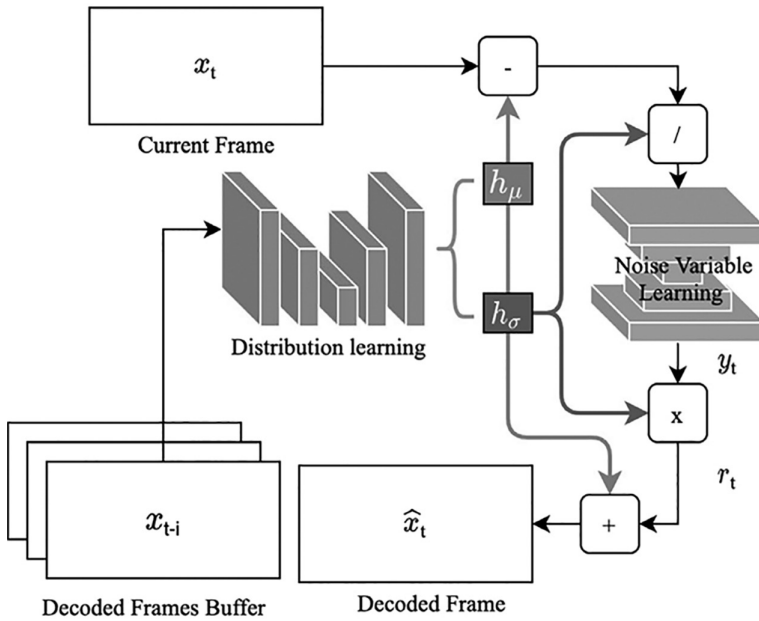 x_t
-
Current Frame
/
h_μ
Noise Variable
Learning
h_σ
Distribution learning
y_t
x
r_t
x_t-i
x̂_t
+
Decoded Frames Buffer
Decoded Frame